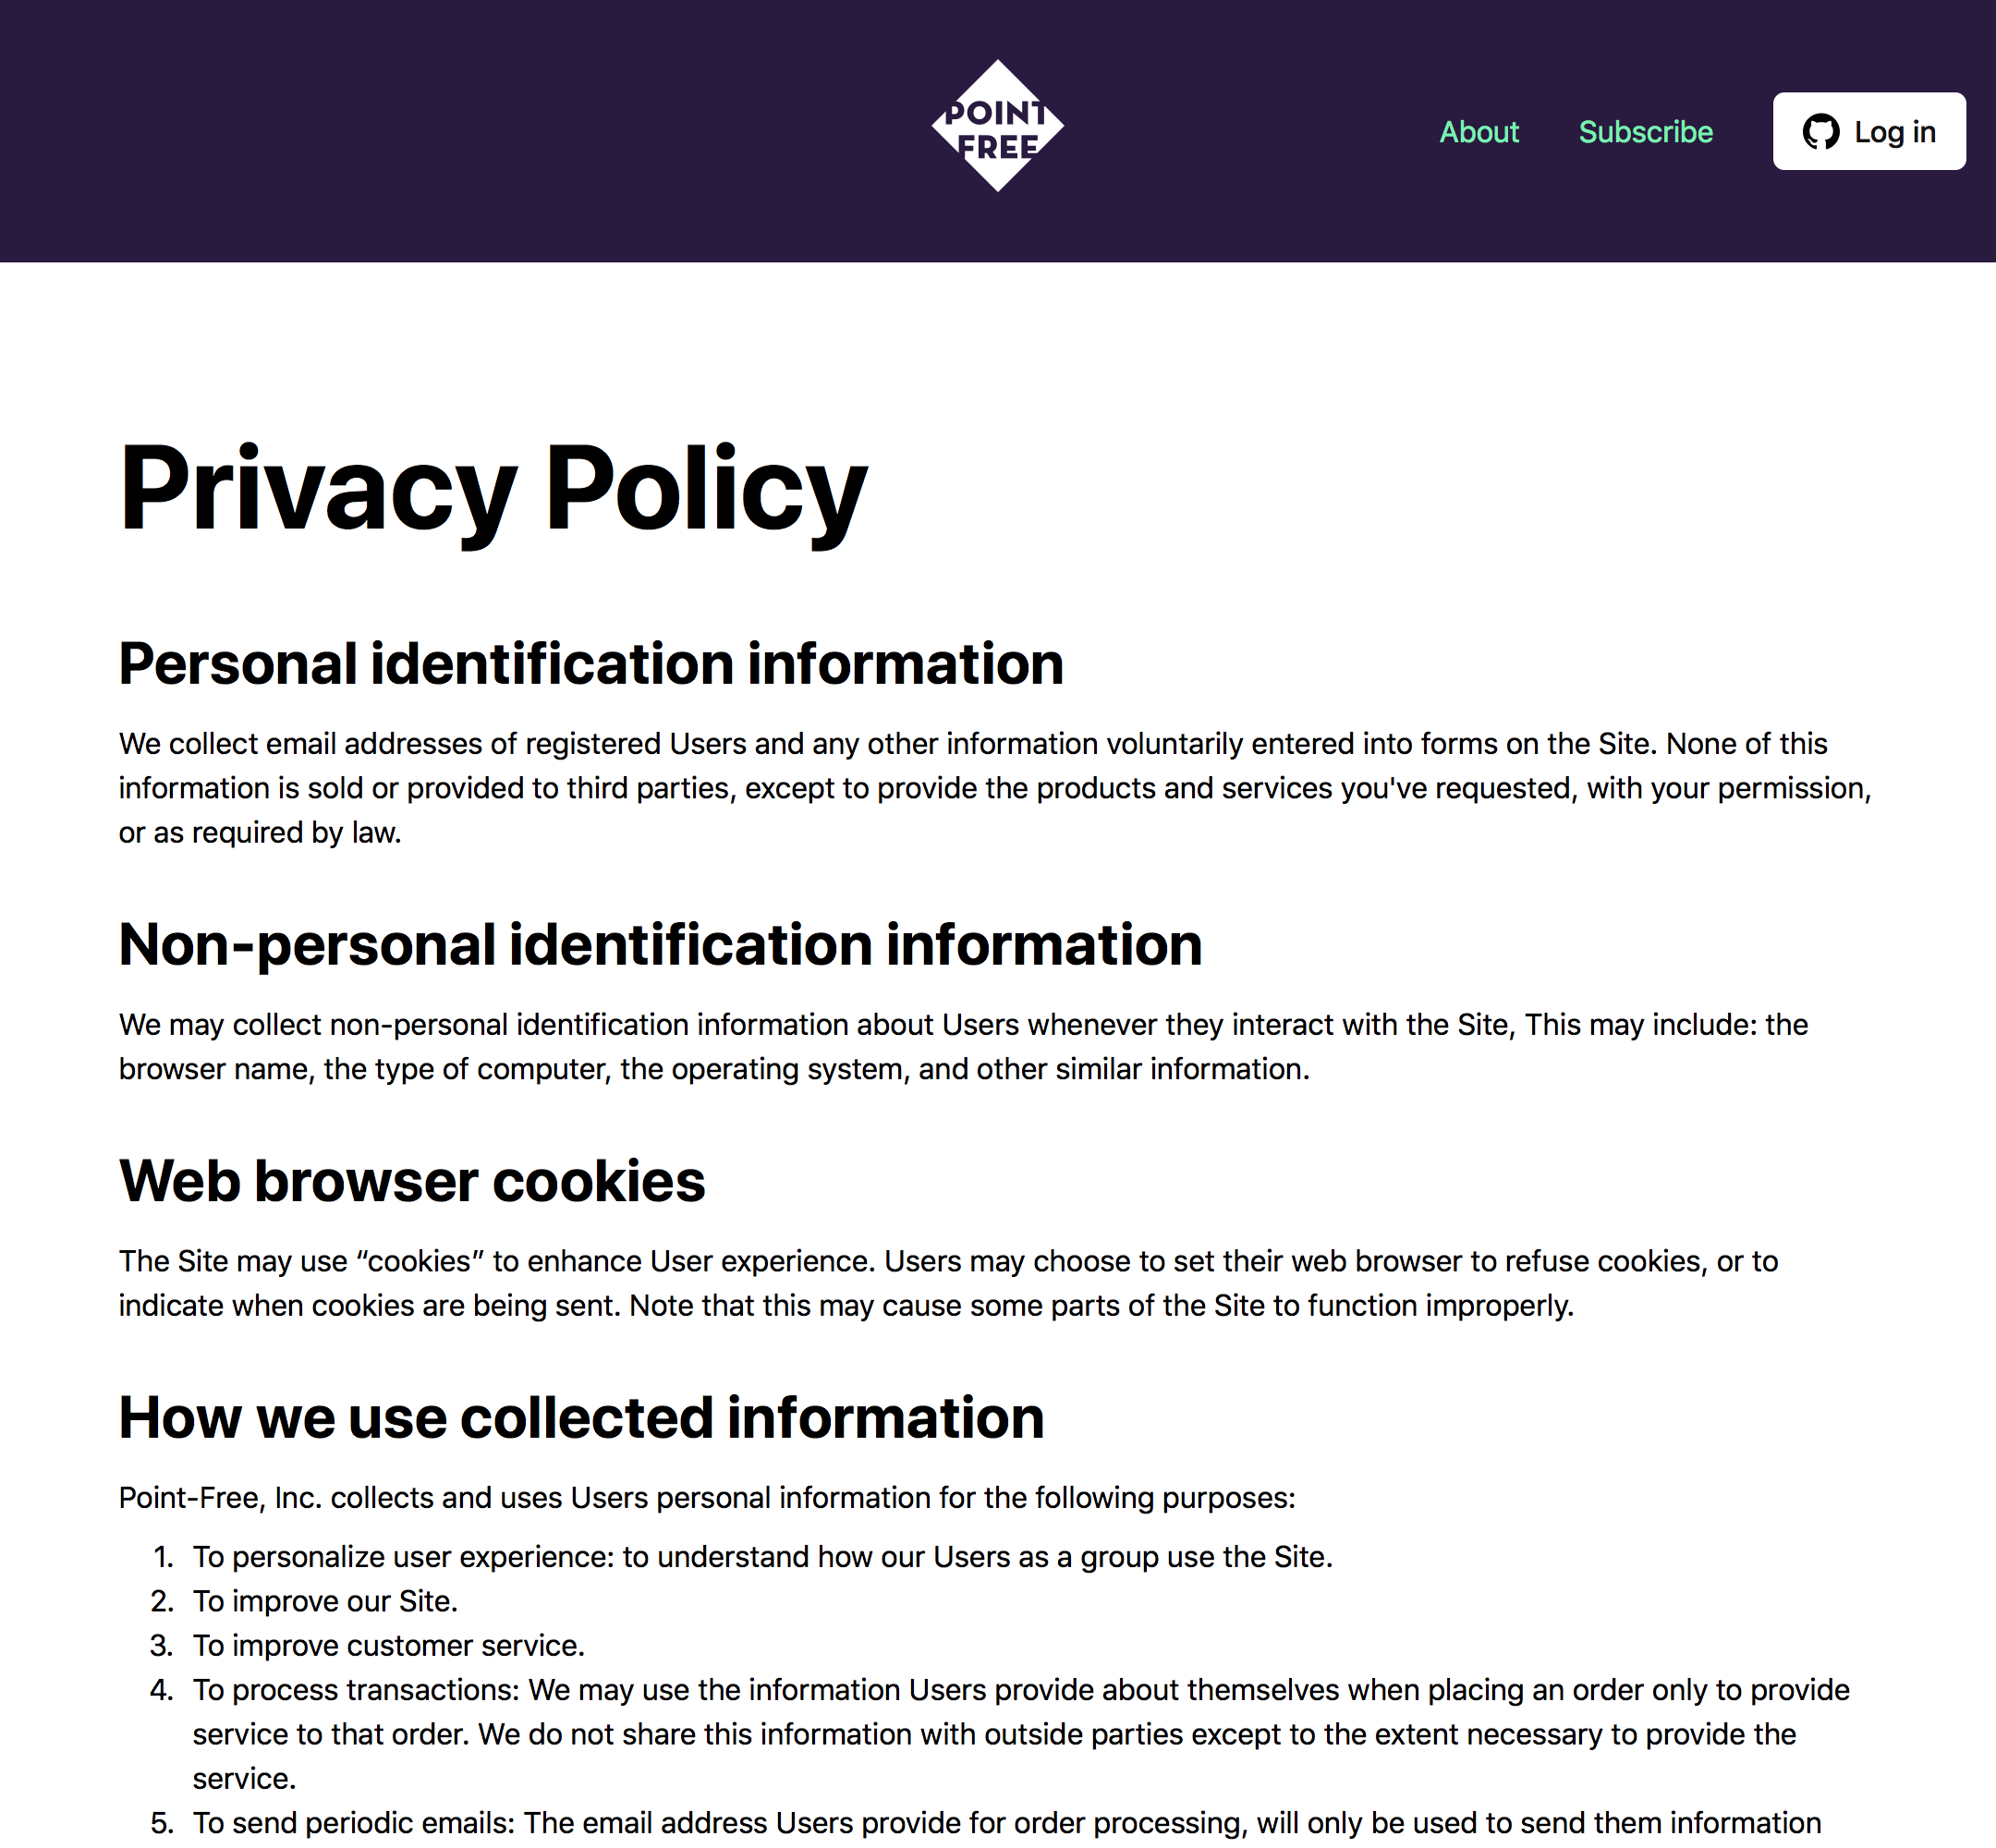 POINT
FREE
About
Subscribe
Log in
Privacy Policy
Personal identification information
We collect email addresses of registered Users and any other information voluntarily entered into forms on the Site. None of this
information is sold or provided to third parties, except to provide the products and services you've requested, with your permission,
or as required by law.
Non-personal identification information
We may collect non-personal identification information about Users whenever they interact with the Site, This may include: the
browser name, the type of computer, the operating system, and other similar information.
Web browser cookies
The Site may use “cookies” to enhance User experience. Users may choose to set their web browser to refuse cookies, or to
indicate when cookies are being sent. Note that this may cause some parts of the Site to function improperly.
How we use collected information
Point-Free, Inc. collects and uses Users personal information for the following purposes:
1. To personalize user experience: to understand how our Users as a group use the Site.
2. To improve our Site.
3. To improve customer service.
4. To process transactions: We may use the information Users provide about themselves when placing an order only to provide
service to that order. We do not share this information with outside parties except to the extent necessary to provide the
service.
5. To send periodic emails: The email address Users provide for order processing, will only be used to send them information